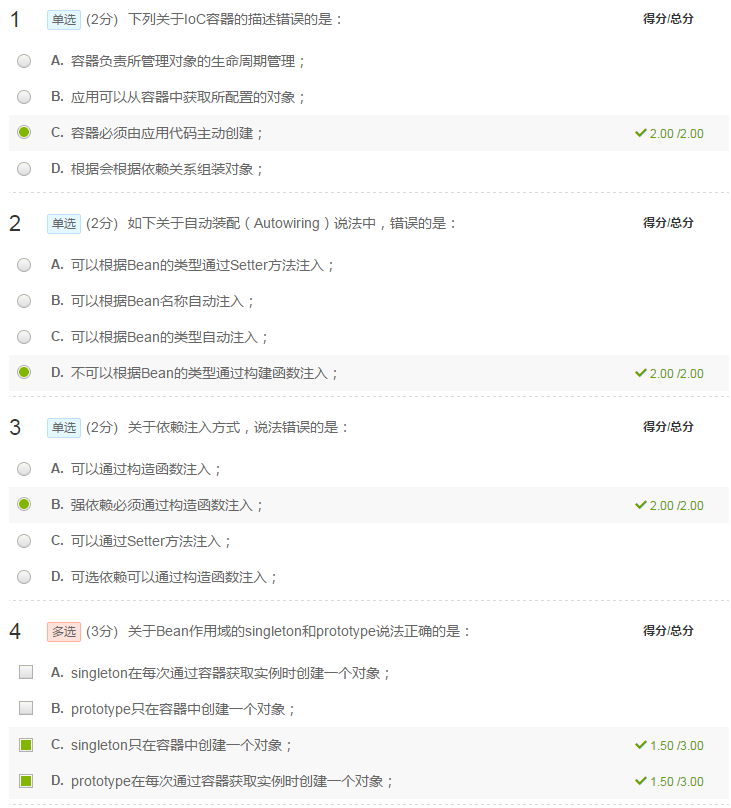 1 单选 (2分) 下列关于IoC容器的描述错误的是： 得分/总分
A. 容器负责所管理对象的生命周期管理；
B. 应用可以从容器中获取所配置的对象；
C. 容器必须由应用代码主动创建； 2.00 /2.00
D. 根据会根据依赖关系组装对象；
2 单选 (2分) 如下关于自动装配（Autowiring）说法中，错误的是： 得分/总分
A. 可以根据Bean的类型通过Setter方法注入；
B. 可以根据Bean名称自动注入；
C. 可以根据Bean的类型自动注入；
D. 不可以根据Bean的类型通过构建函数注入； 2.00 /2.00
3 单选 (2分) 关于依赖注入方式，说法错误的是： 得分/总分
A. 可以通过构造函数注入；
B. 强依赖必须通过构造函数注入； 2.00 /2.00
C. 可以通过Setter方法注入；
D. 可选依赖可以通过构造函数注入；
4 多选 (3分) 关于Bean作用域的singleton和prototype说法正确的是： 得分/总分
A. singleton在每次通过容器获取实例时创建一个对象；
B. prototype只在容器中创建一个对象；
C. singleton只在容器中创建一个对象； 1.50 /3.00
D. prototype在每次通过容器获取实例时创建一个对象； 1.50 /3.00